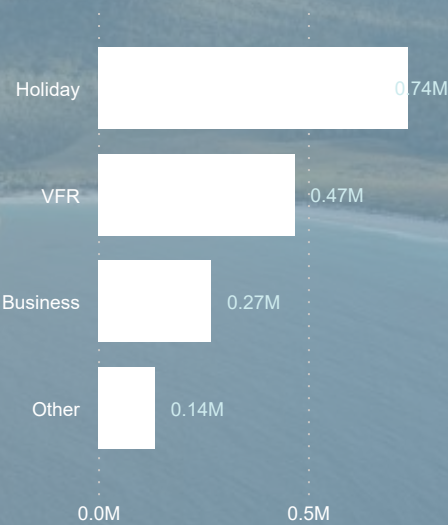 Holiday 0.74M
VFR 0.47M
Business 0.27M
Other 0.14M
0.0M 0.5M